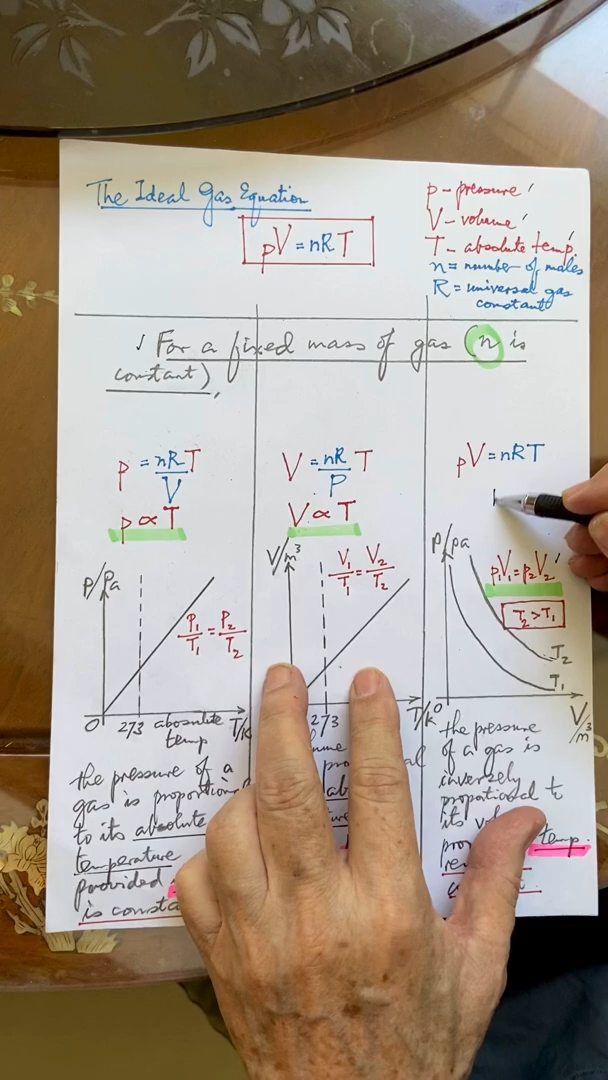 The Ideal Gas Equation
pV = nRT
p - pressure
V - volume
T - absolute temp.
n = number of males
R = universal gas
constant
✓ For a fixed mass of gas (n is
constant),
p = nR/V T
p ∝ T
P/Pa
P₁/T₁ = P₂/T₂
0
273
absolute
temp
T/K
the pressure of a
gas is proportional
to its absolute
temperature
provided
is consta
V = nR/P T
V ∝ T
V/m³
V₁/T₁ = V₂/T₂
273
T/K
pV = nRT
P/pa
p₁V₁ = p₂V₂
T₂ > T₁
T₂
T₁
0
V/m³
the pressure
of a gas is
inversely
proportional to
its
temp.